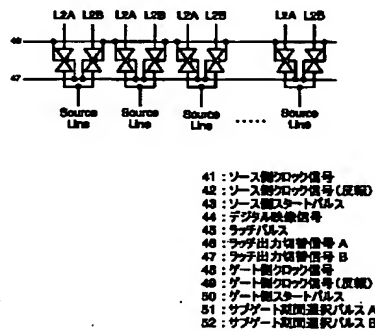 L2A L2B L2A L2B L2A L2B L2A L2B
46
47
Source Line Source Line Source Line ...... Source Line
41 : ソース側クロック信号
42 : ソース側クロック信号(反転)
43 : ソース側スタートパルス
44 : デジタル映像信号
45 : ラッチパルス
46 : ラッチ出力切替信号 A
47 : ラッチ出力切替信号 B
48 : ゲート側クロック信号
49 : ゲート側クロック信号(反転)
50 : ゲート側スタートパルス
51 : サブゲート期間選択パルス A
52 : サブゲート期間選択パルス B